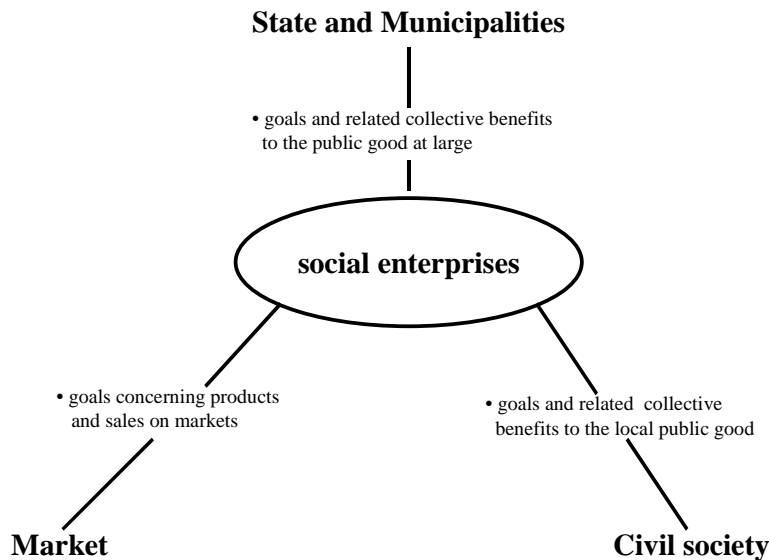 State and Municipalities
• goals and related collective benefits
to the public good at large
social enterprises
• goals concerning products
and sales on markets
• goals and related collective
benefits to the local public good
Market
Civil society